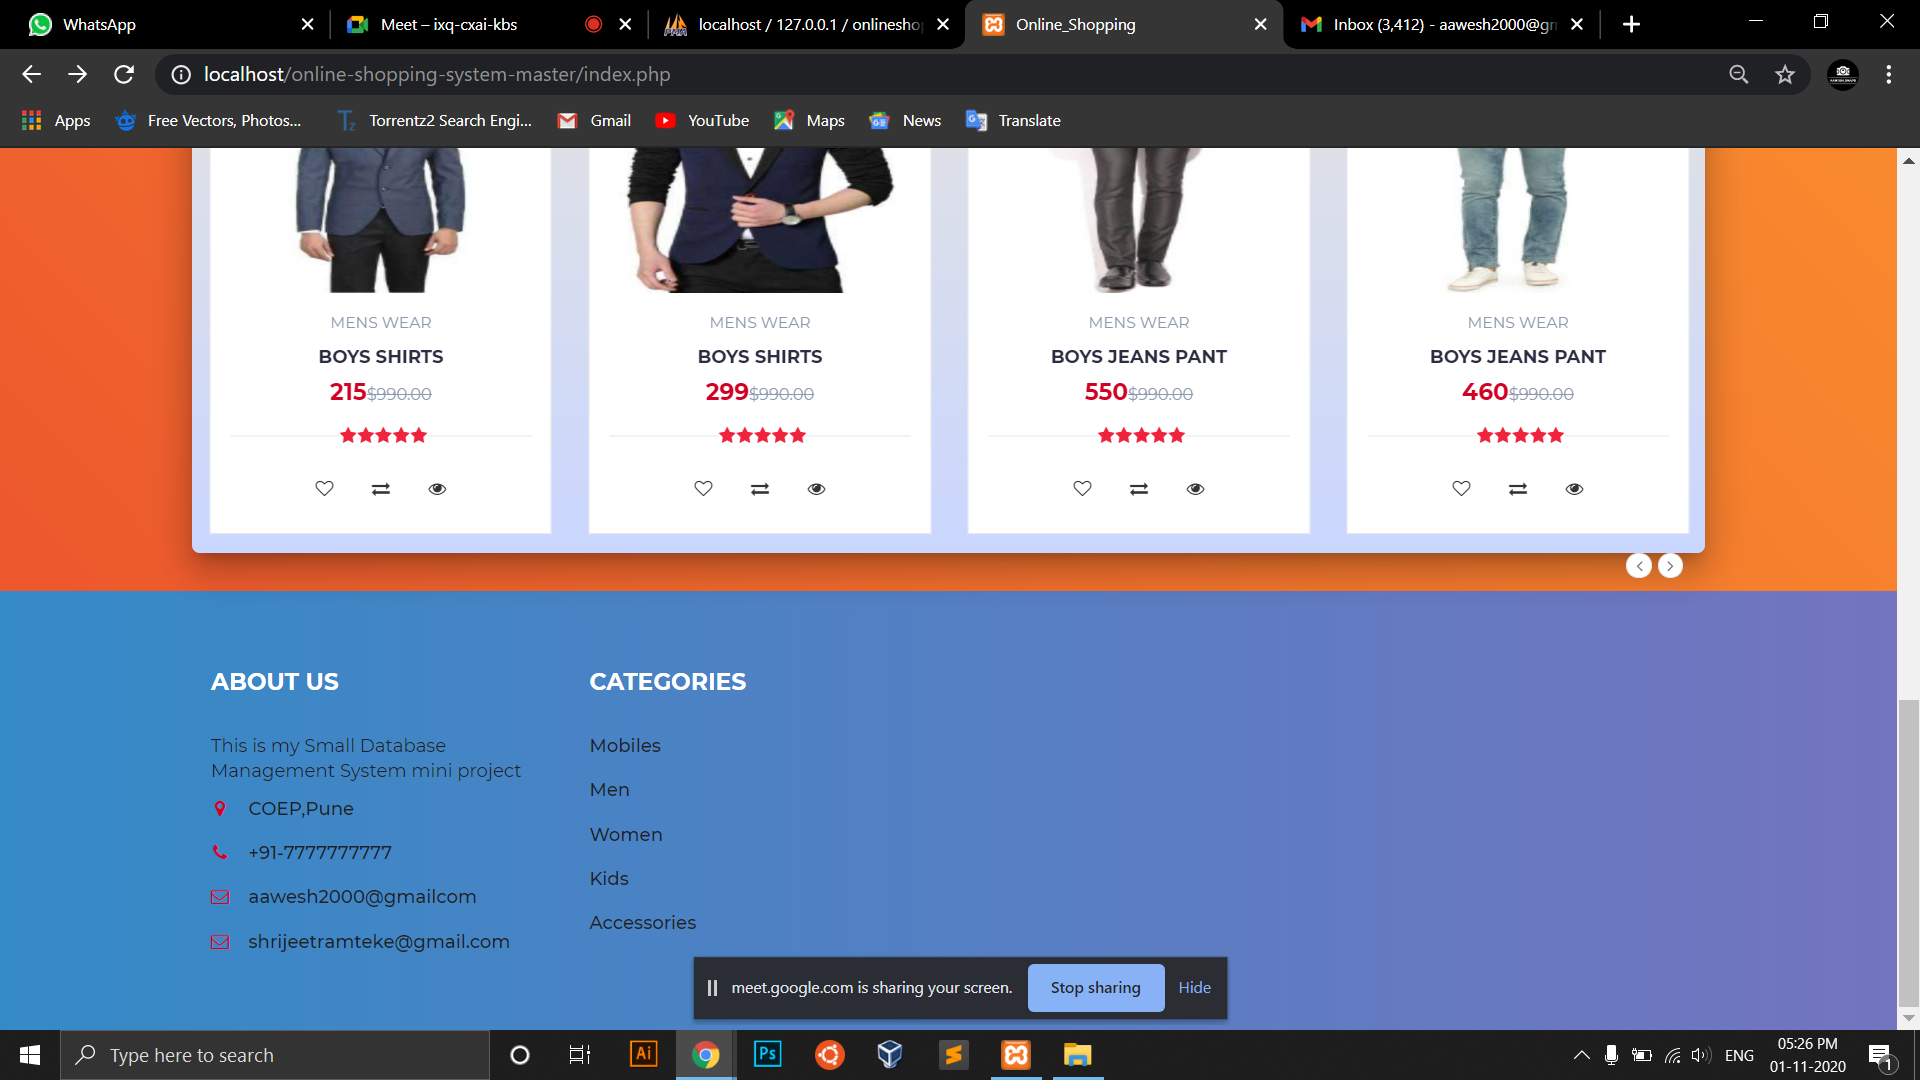 WhatsApp
Meet – ixq-cxai-kbs
localhost / 127.0.0.1 / onlinesho
Online_Shopping
Inbox (3,412) - aawesh2000@gm
localhost/online-shopping-system-master/index.php
Apps
Free Vectors, Photos...
Torrentz2 Search Engi...
Gmail
YouTube
Maps
News
Translate
MENS WEAR
BOYS SHIRTS
215$990.00
MENS WEAR
BOYS SHIRTS
299$990.00
MENS WEAR
BOYS JEANS PANT
550$990.00
MENS WEAR
BOYS JEANS PANT
460$990.00
ABOUT US
This is my Small Database
Management System mini project
COEP,Pune
+91-7777777777
aawesh2000@gmailcom
shrijeetramteke@gmail.com
CATEGORIES
Mobiles
Men
Women
Kids
Accessories
meet.google.com is sharing your screen.
Stop sharing
Hide
Type here to search
Ai
Ps
ENG
05:26 PM
01-11-2020
1